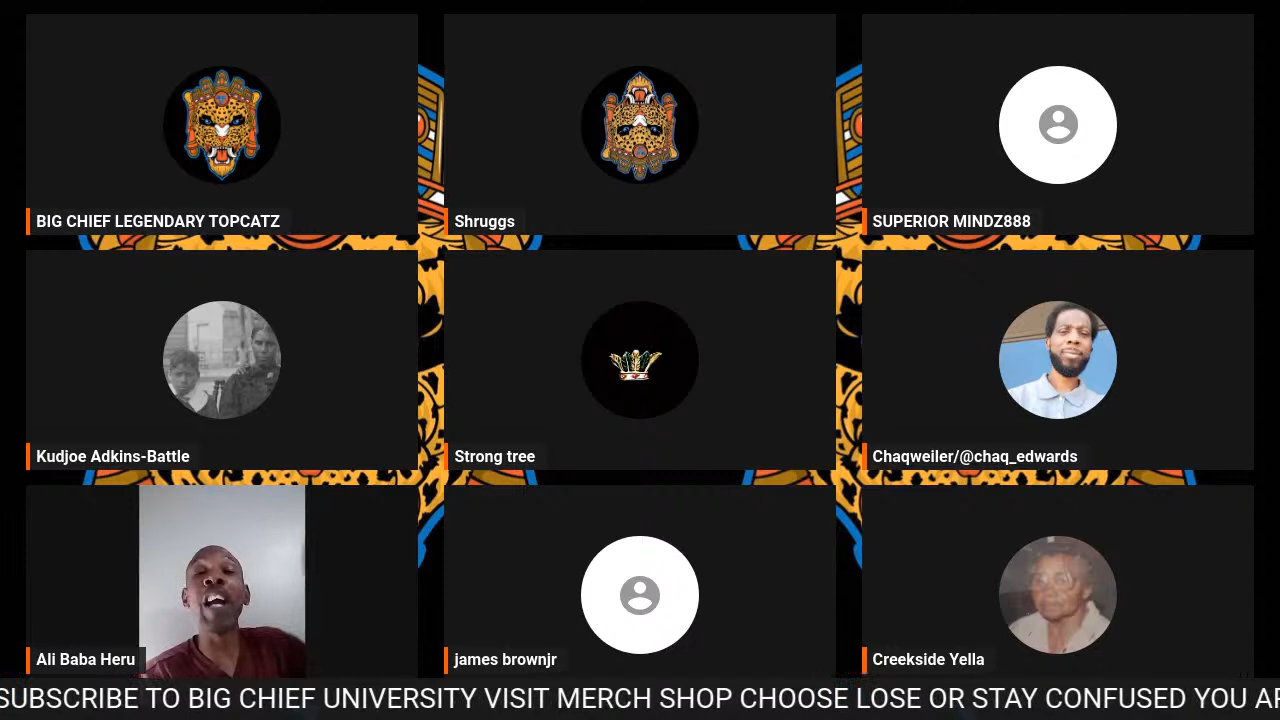 BIG CHIEF LEGENDARY TOPCATZ
Shruggs
SUPERIOR MINDZ888
Kudjoe Adkins-Battle
Strong tree
Chaqweiler/@chaq_edwards
Ali Baba Heru
james brownjr
Creekside Yella
SUBSCRIBE TO BIG CHIEF UNIVERSITY VISIT MERCH SHOP CHOOSE LOSE OR STAY CONFUSED YOU